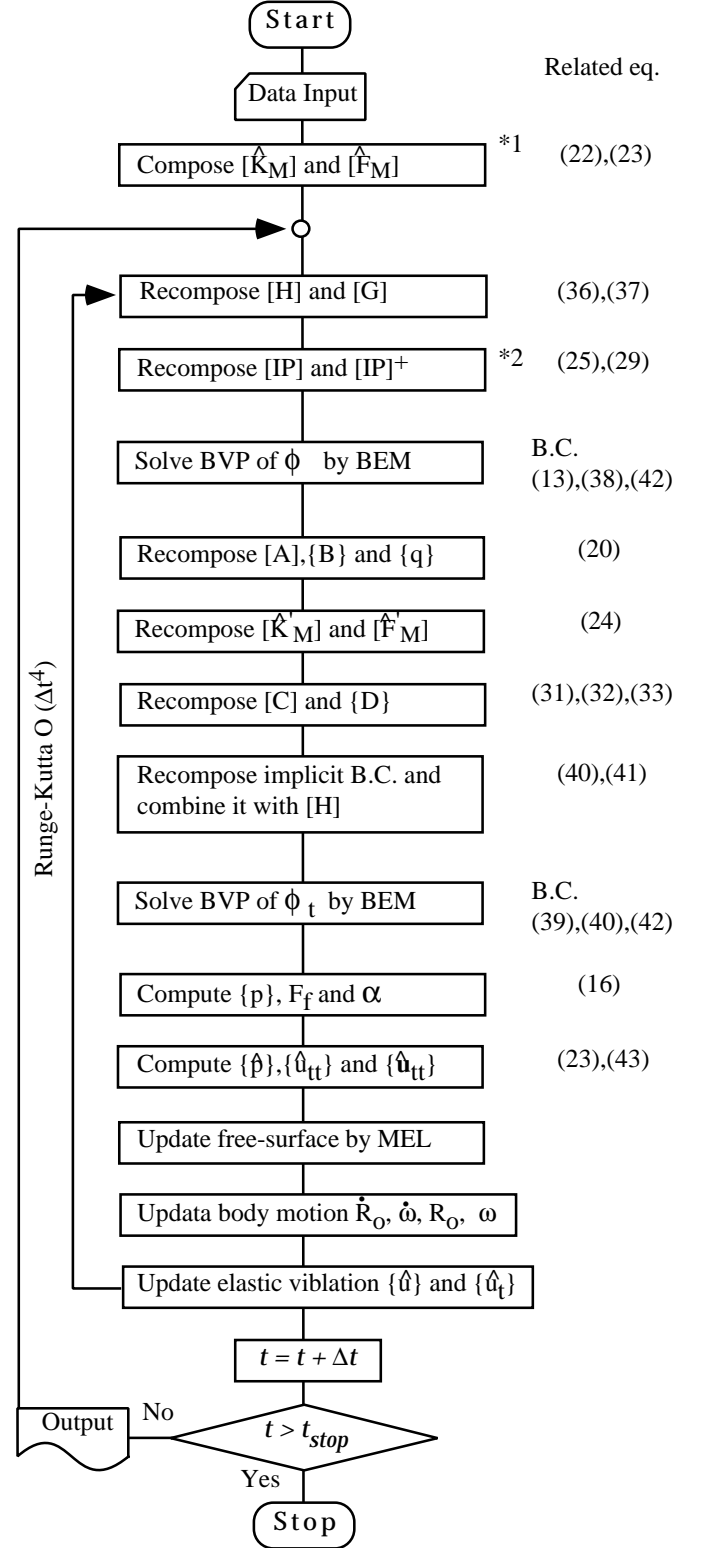 Start
Related eq.
Data Input
Compose [K̂M] and [F̂M] *1 (22),(23)
Recompose [H] and [G] (36),(37)
Recompose [IP] and [IP]+ *2 (25),(29)
Solve BVP of ϕ by BEM B.C.
(13),(38),(42)
Recompose [A],{B} and {q} (20)
Recompose [K̂'M] and [F̂'M] (24)
Recompose [C] and {D} (31),(32),(33)
Recompose implicit B.C. and (40),(41)
combine it with [H]
Runge-Kutta O (Δt4)
Solve BVP of ϕ t by BEM B.C.
(39),(40),(42)
Compute {p}, Ff and α (16)
Compute {p̂},{ûtt} and {ûtt} (23),(43)
Update free-surface by MEL
Updata body motion Ṙo, ω̇, Ro, ω
Update elastic viblation {û} and {ût}
t = t + Δt
Output No t > tstop
Yes
Stop